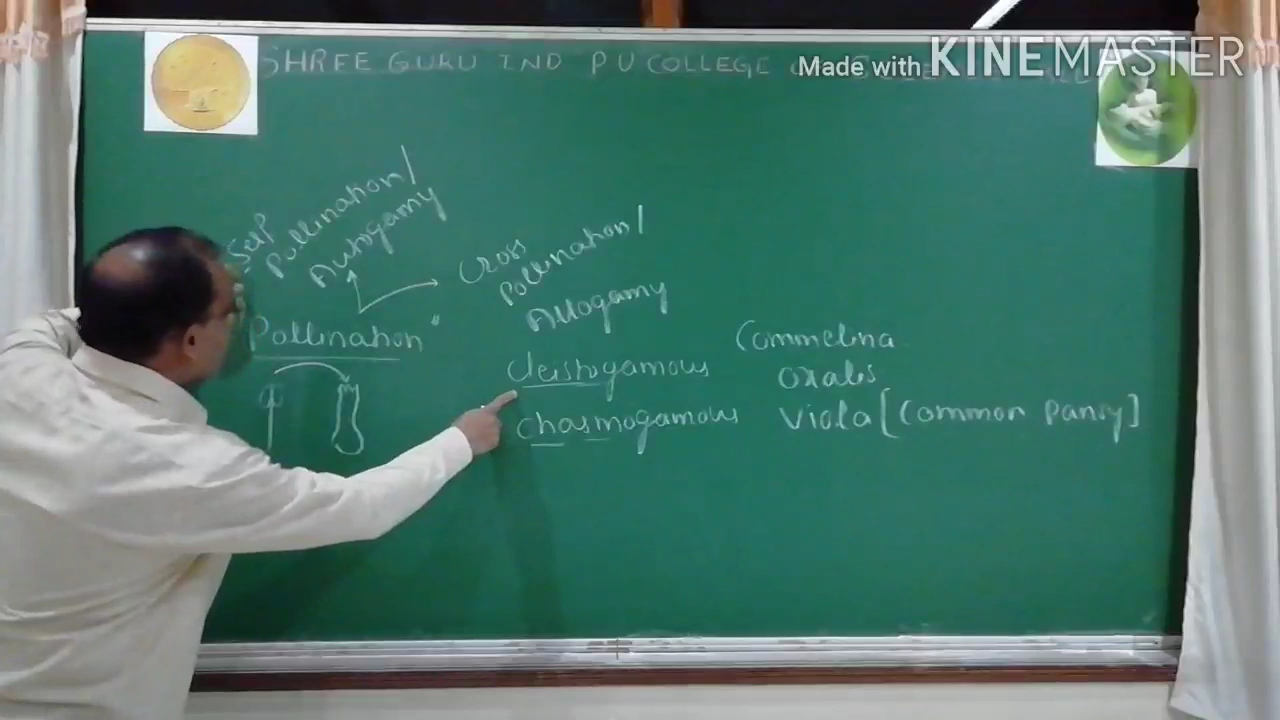 SHREE GURU IND PU COLLEGE
Made with KINEMASTER
Self
Pollination/
Autogamy
Cross
Pollination/
Allogamy
Pollination"
cleistogamous
chasmogamous
Commelina
Oxalis
Viola [Common Pansy]